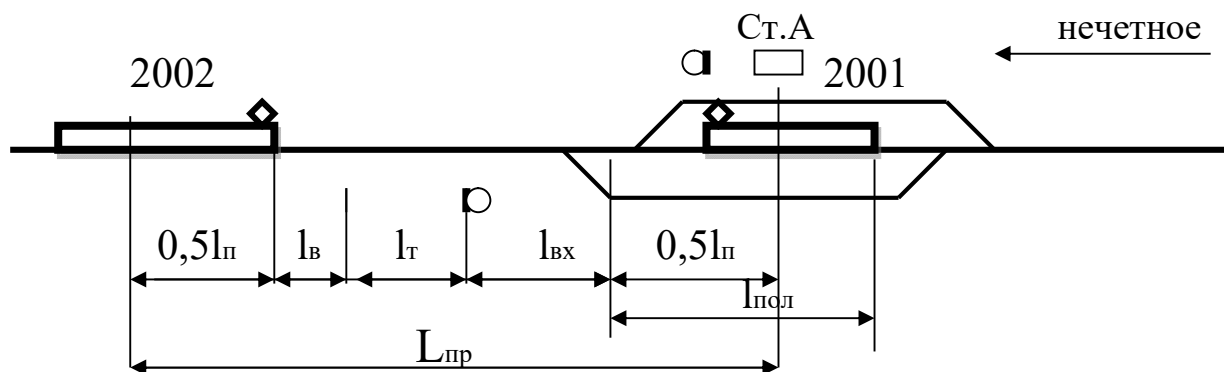 Ст.А
нечетное
2002
2001
0,5lп
lв
lт
lвх
0,5lп
lпол
Lпр